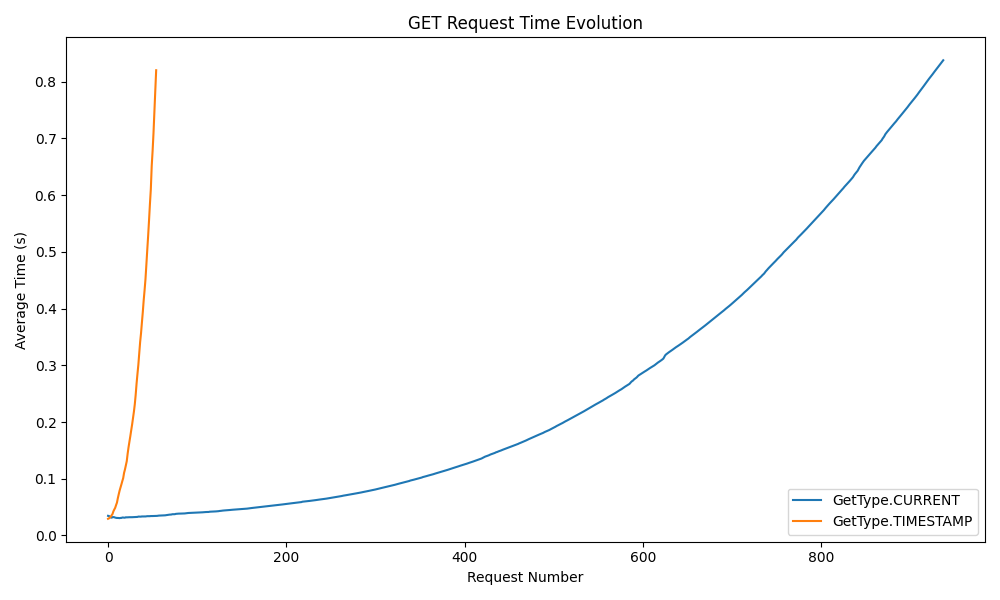 GET Request Time Evolution
Average Time (s)
0.8
0.7
0.6
0.5
0.4
0.3
0.2
0.1
0.0
0 200 400 600 800
Request Number
GetType.CURRENT
GetType.TIMESTAMP